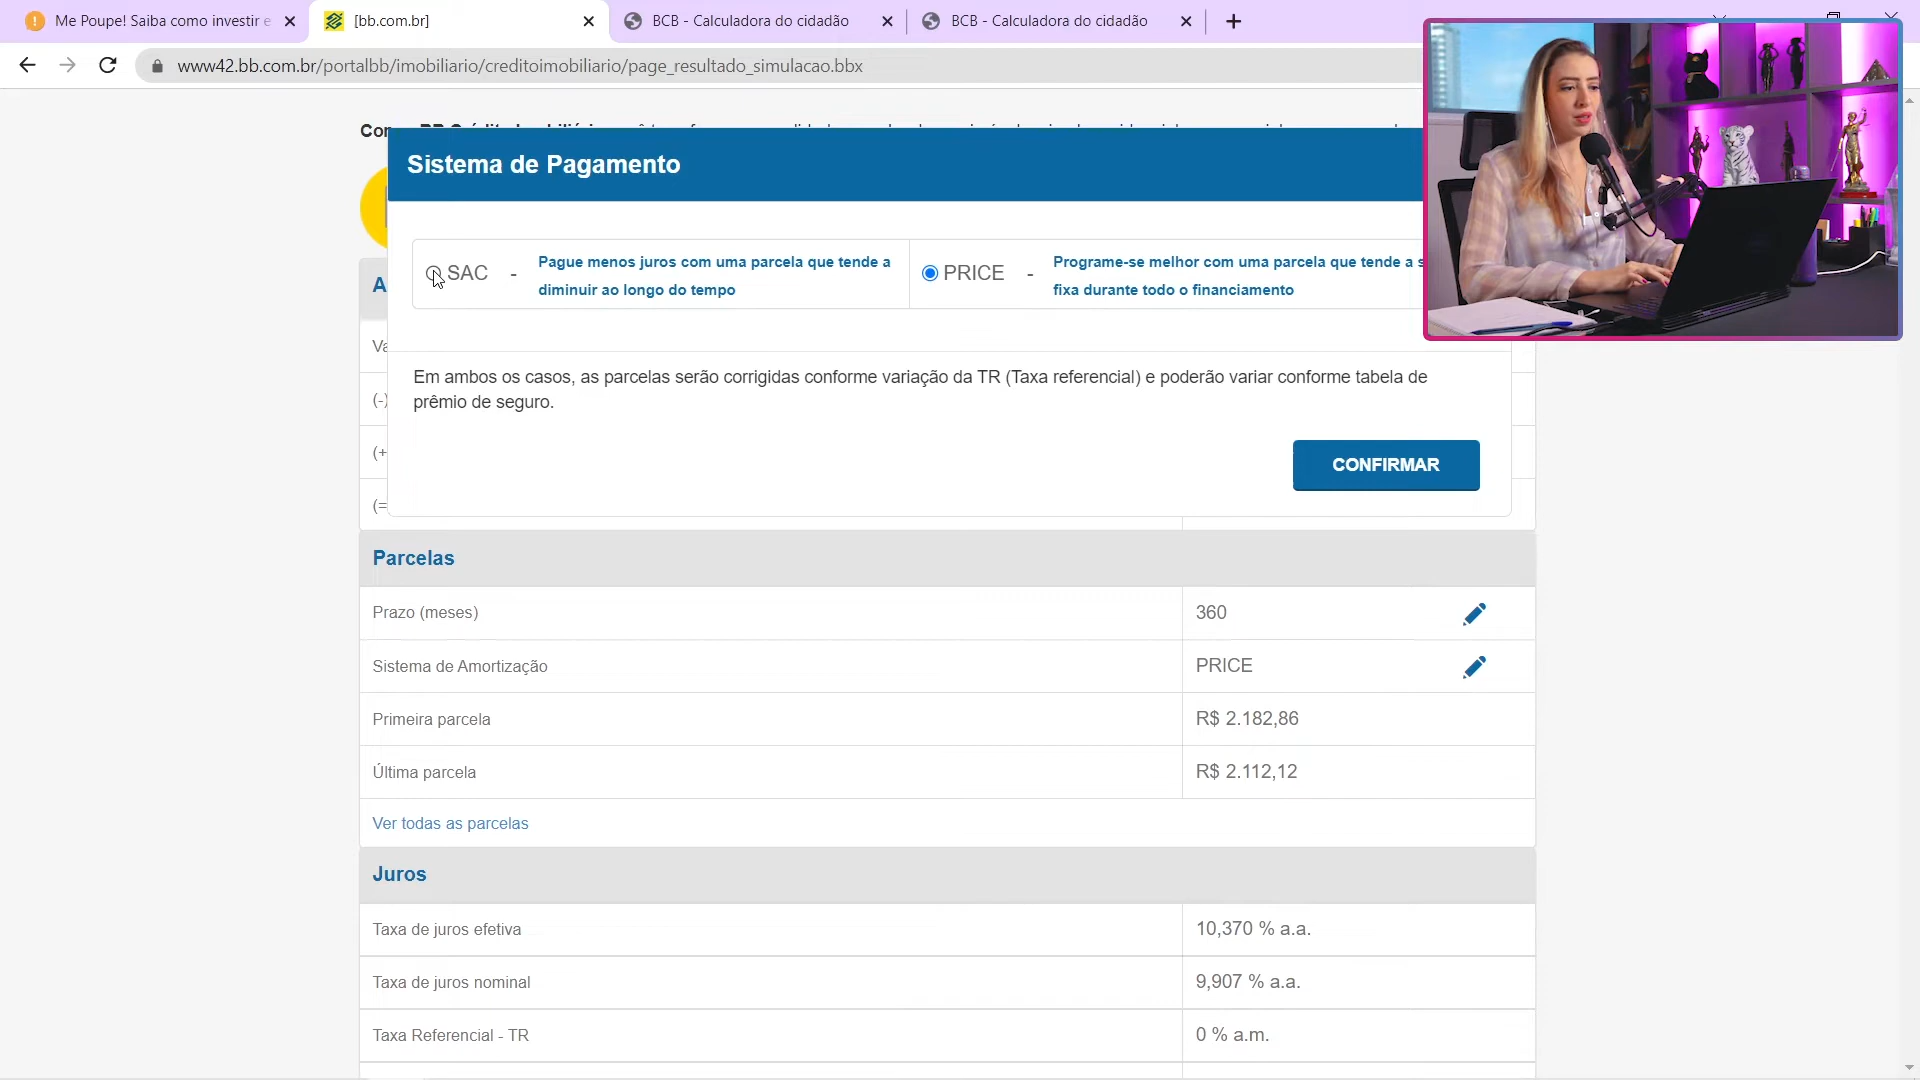 Me Poupe! Saiba como investir e
[bb.com.br]
BCB - Calculadora do cidadão
BCB - Calculadora do cidadão
www42.bb.com.br/portalbb/imobiliario/creditoimobiliario/page_resultado_simulacao.bbx
Sistema de Pagamento
SAC - Pague menos juros com uma parcela que tende a
diminuir ao longo do tempo
PRICE - Programe-se melhor com uma parcela que tende a s
fixa durante todo o financiamento
Em ambos os casos, as parcelas serão corrigidas conforme variação da TR (Taxa referencial) e poderão variar conforme tabela de
prêmio de seguro.
CONFIRMAR
A
Va
(-)
(+
(=
Parcelas
Prazo (meses) 360
Sistema de Amortização PRICE
Primeira parcela R$ 2.182,86
Última parcela R$ 2.112,12
Ver todas as parcelas
Juros
Taxa de juros efetiva 10,370 % a.a.
Taxa de juros nominal 9,907 % a.a.
Taxa Referencial - TR 0 % a.m.